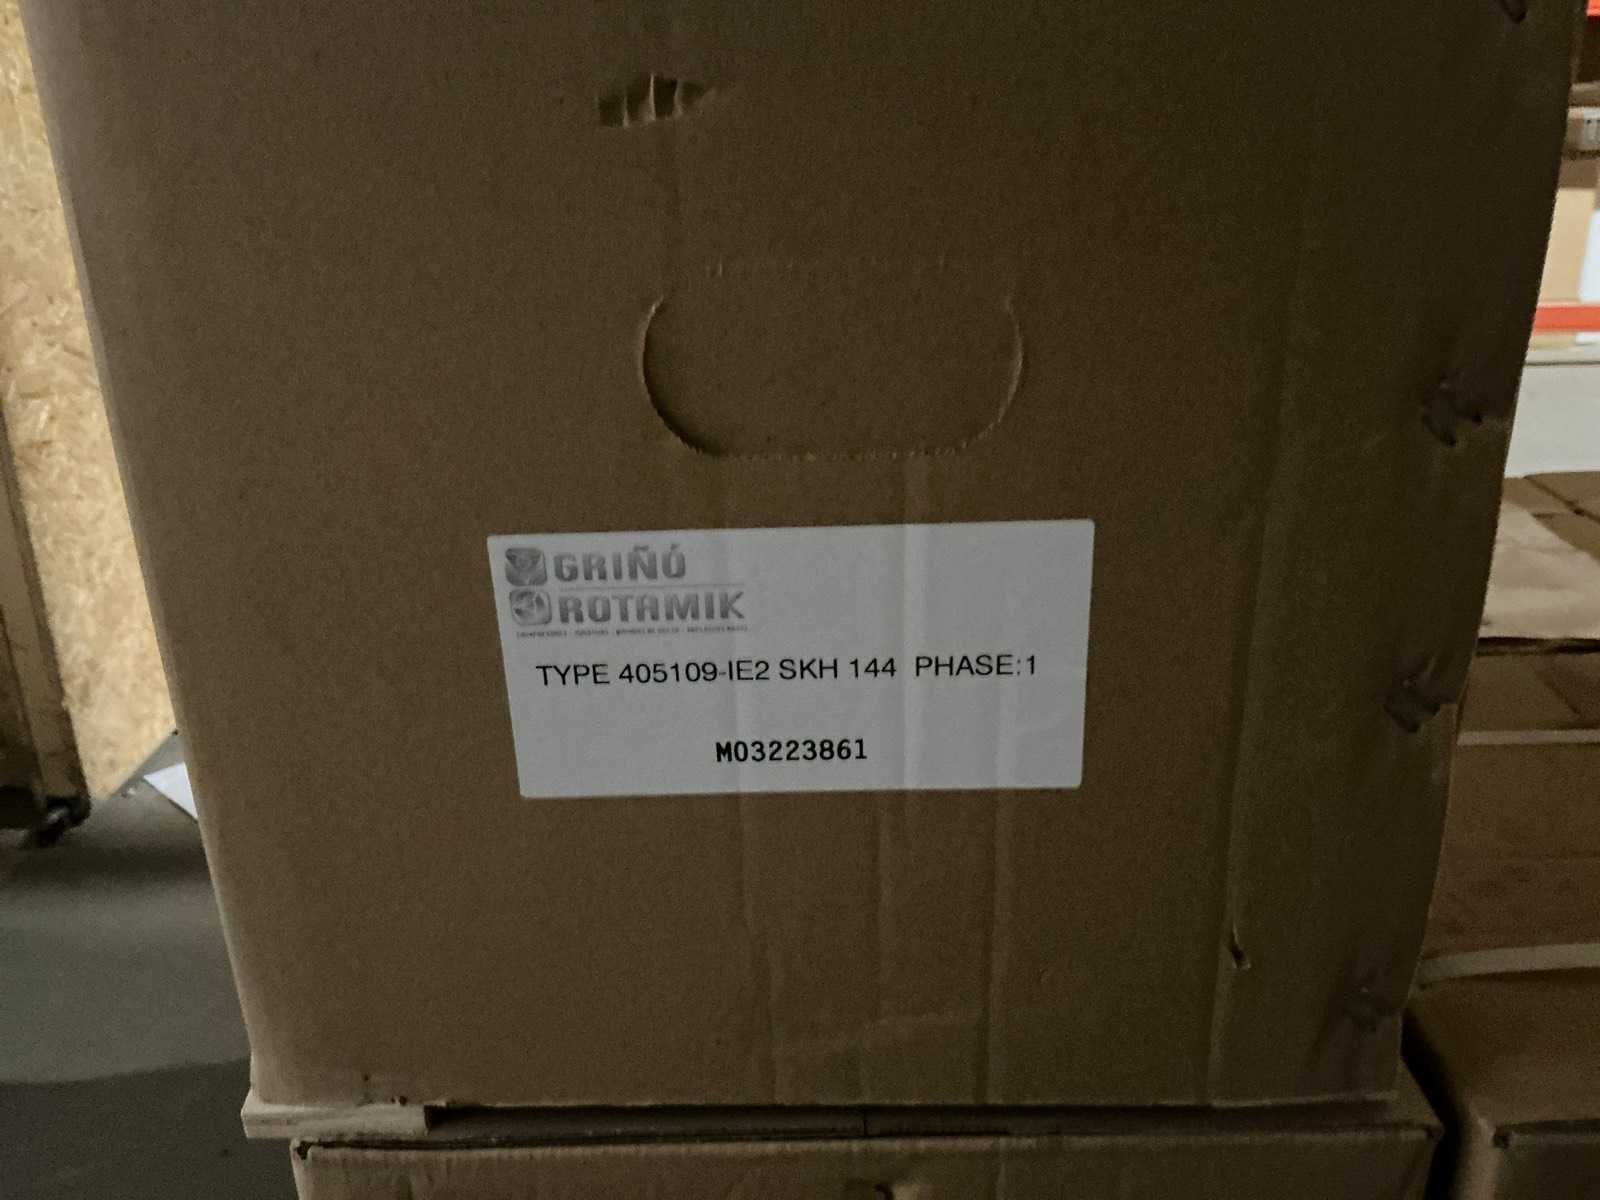 GRIÑÓ
ROTAMIK
TYPE 405109-IE2 SKH 144 PHASE:1
M03223861